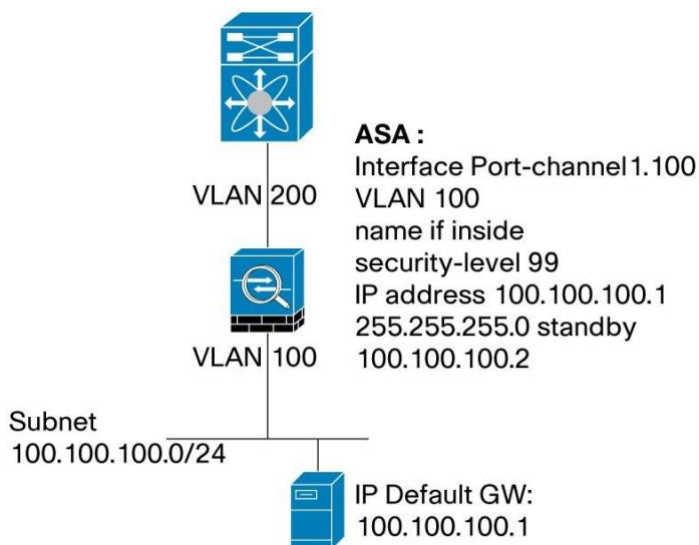 ASA :
Interface Port-channel1.100
VLAN 200
VLAN 100
name if inside
security-level 99
IP address 100.100.100.1
255.255.255.0 standby
VLAN 100
100.100.100.2
Subnet
100.100.100.0/24
IP Default GW:
100.100.100.1